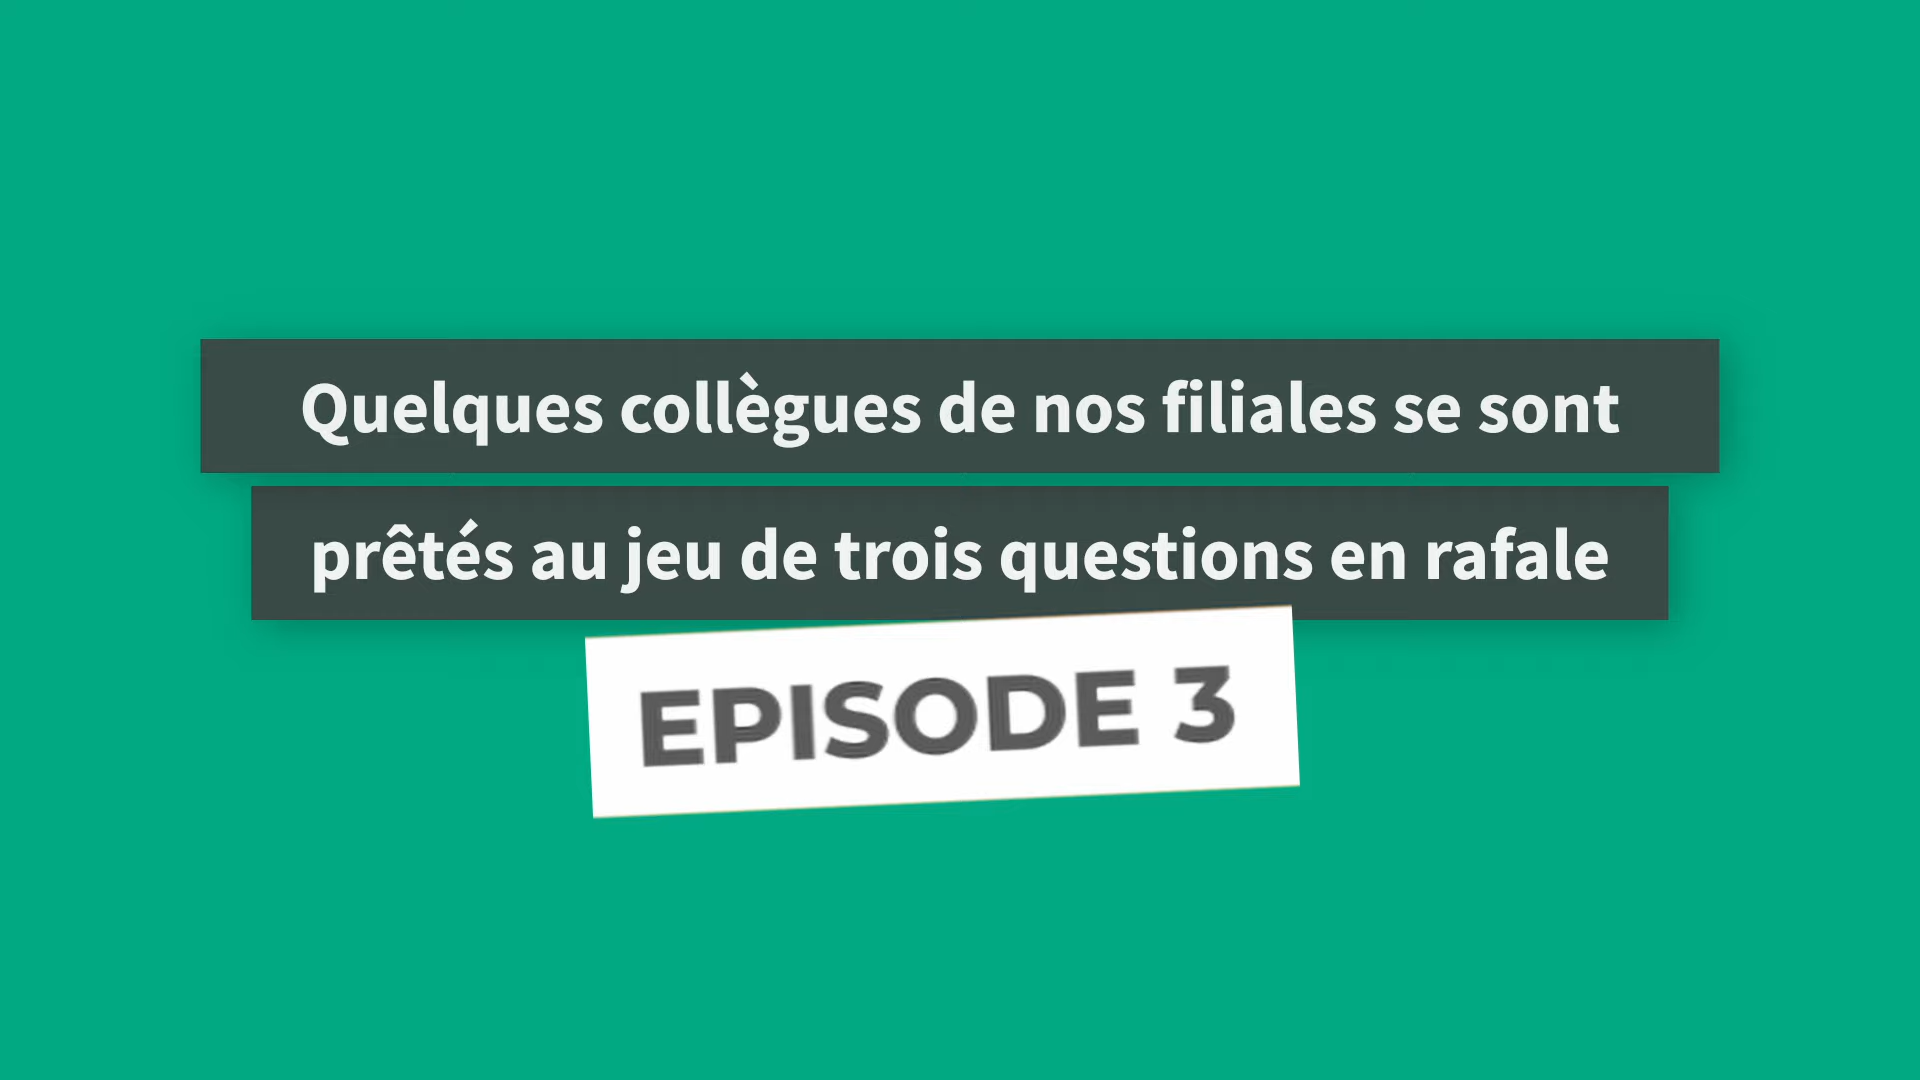 Quelques collègues de nos filiales se sont
prêtés au jeu de trois questions en rafale
EPISODE 3